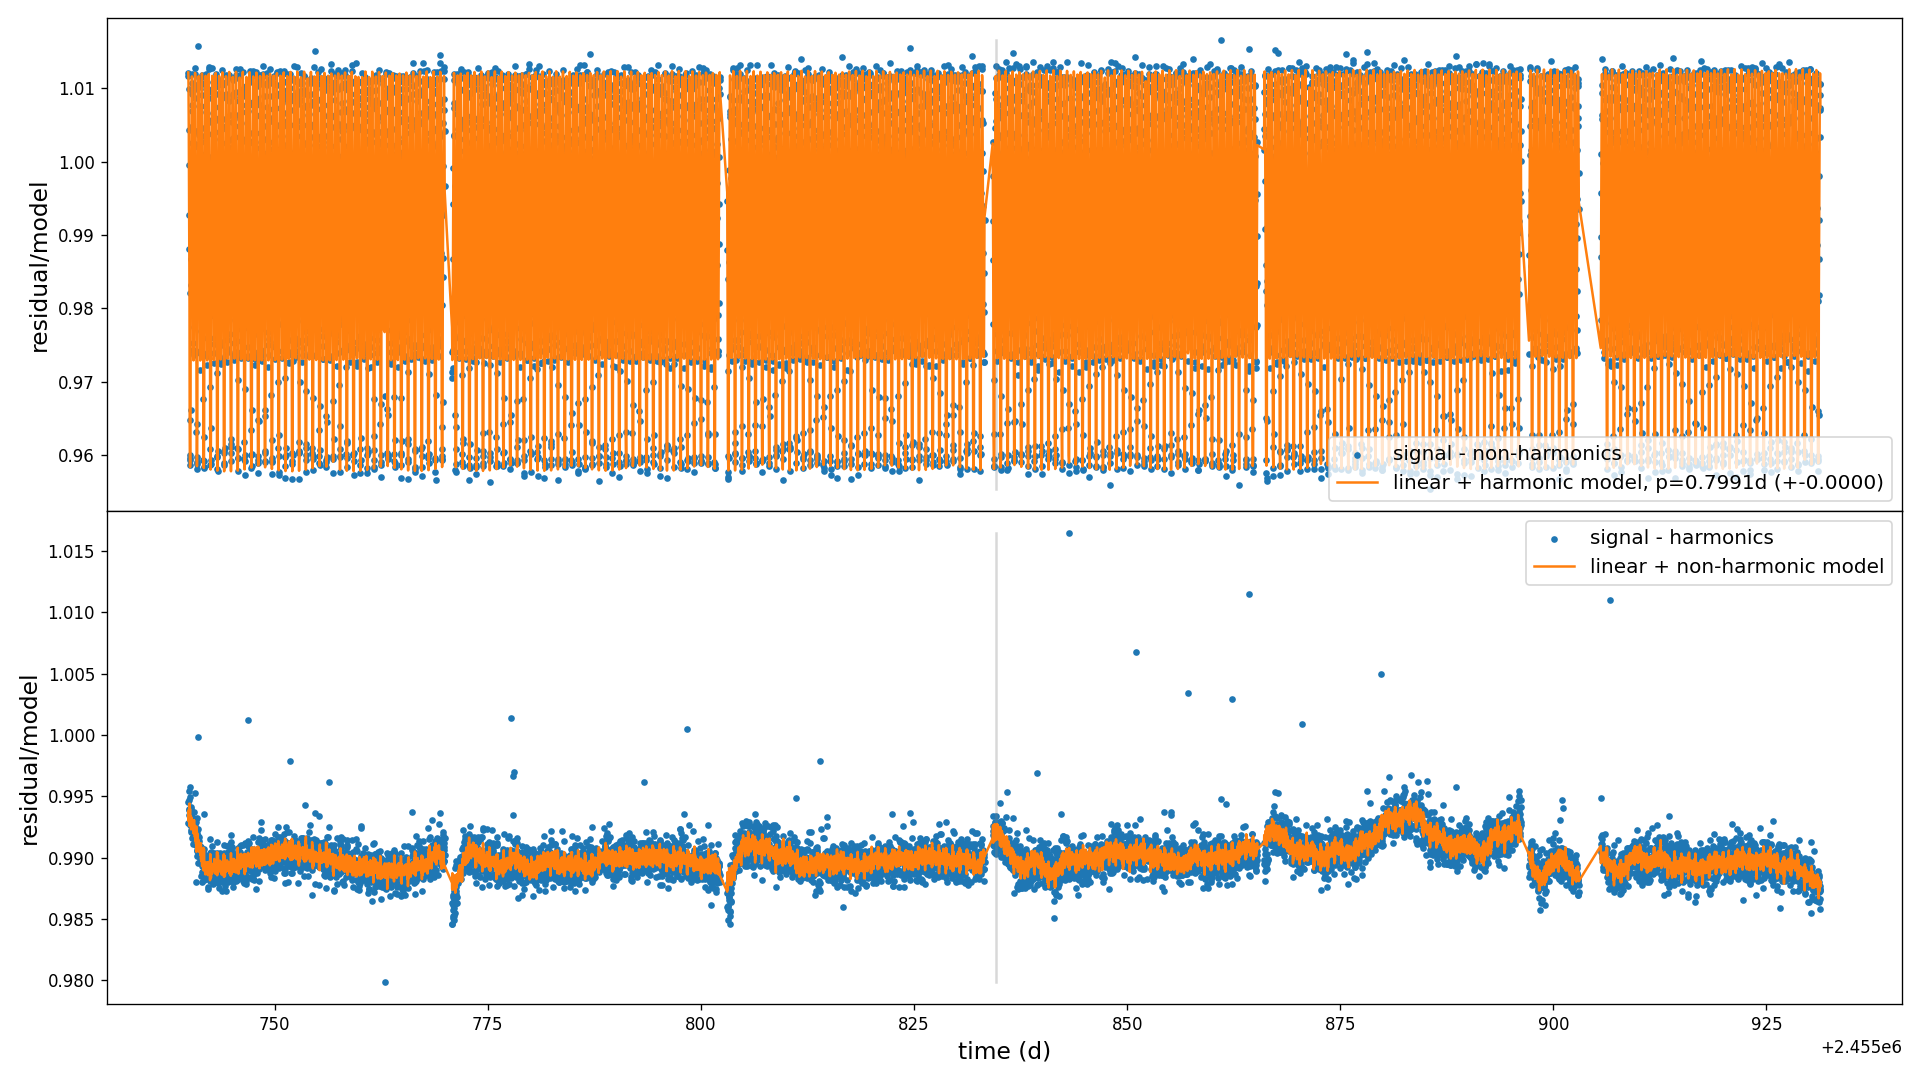 1.01
1.00
0.99
0.98
0.97
0.96
residual/model
signal - non-harmonics
linear + harmonic model, p=0.7991d (+-0.0000)
1.015
1.010
1.005
1.000
0.995
0.990
0.985
0.980
residual/model
signal - harmonics
linear + non-harmonic model
750 775 800 825 850 875 900 925
time (d)
+2.455e6